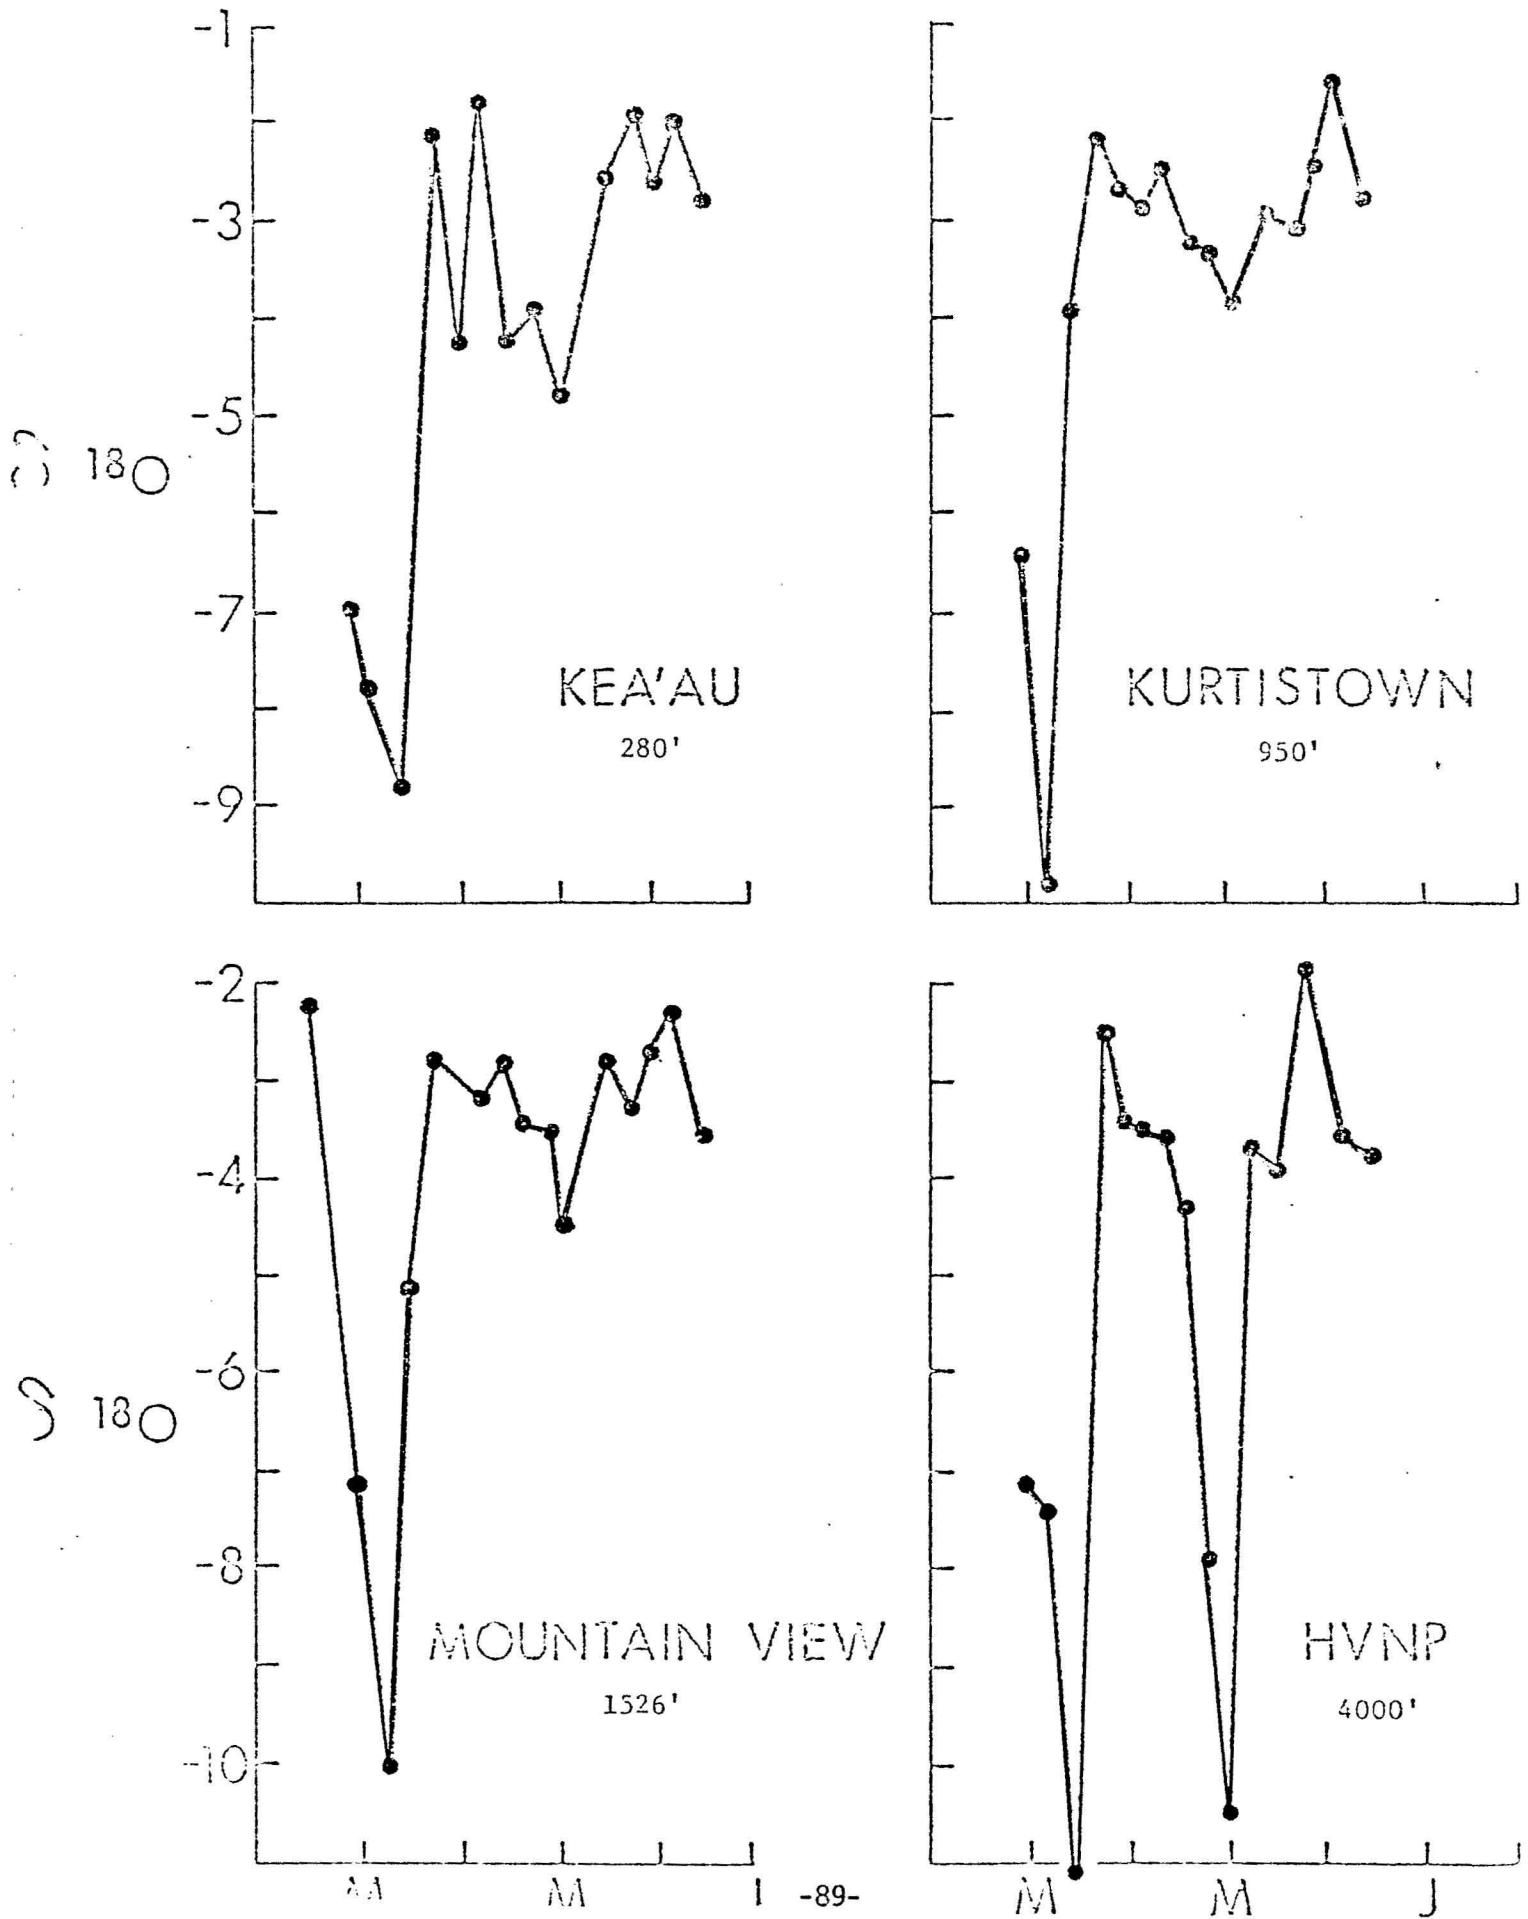 -1
-3
-5
δ 18O
-7
KEA'AU
280'
-9
KURTISTOWN
950'
-2
-4
-6
δ 18O
-8
MOUNTAIN VIEW
1526'
-10
M M
HVNP
4000'
M M J
-89-